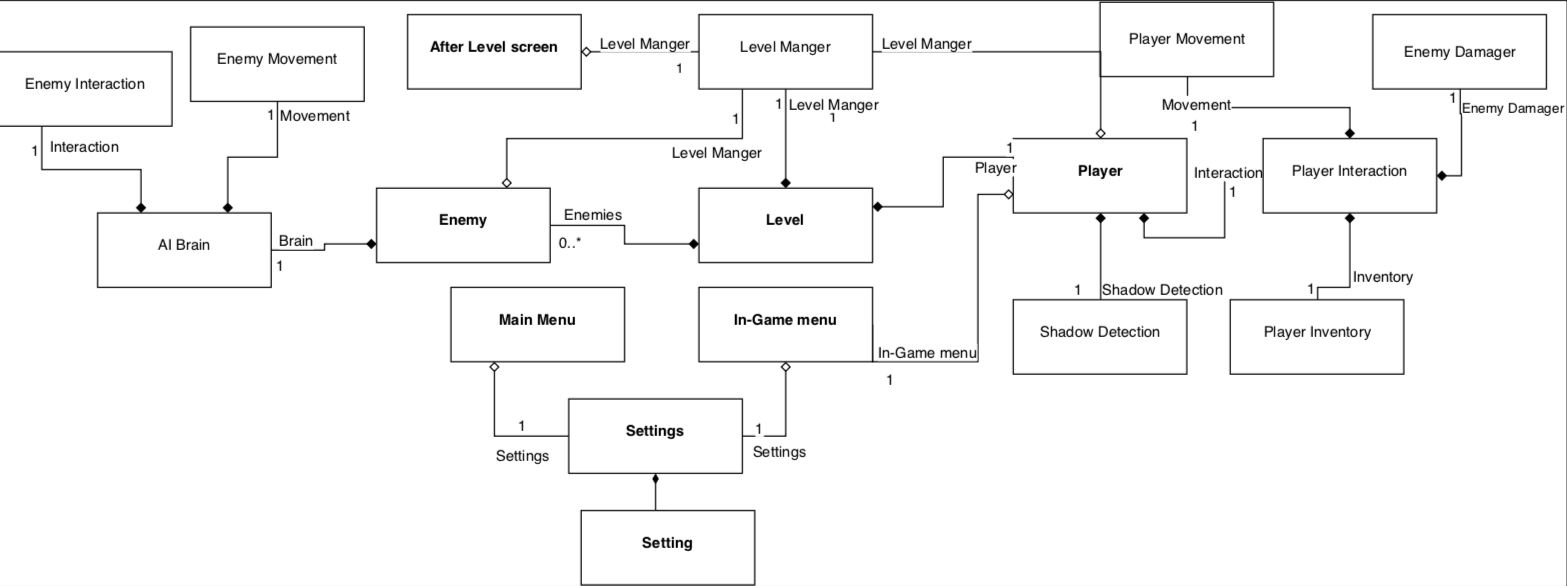 After Level screen
Level Manger
1
Level Manger
Level Manger
Player Movement
Enemy Damager
Enemy Interaction
Enemy Movement
1
Movement
1
Interaction
1
Level Manger
1
Level Manger
1
Movement
1
1
Enemy Damager
AI Brain
Brain
1
Enemy
Enemies
0..*
Level
1
Player
Player
Interaction
1
Player Interaction
Main Menu
In-Game menu
In-Game menu
1
1
Shadow Detection
Shadow Detection
Inventory
1
Player Inventory
1
Settings
Settings
1
Settings
Setting